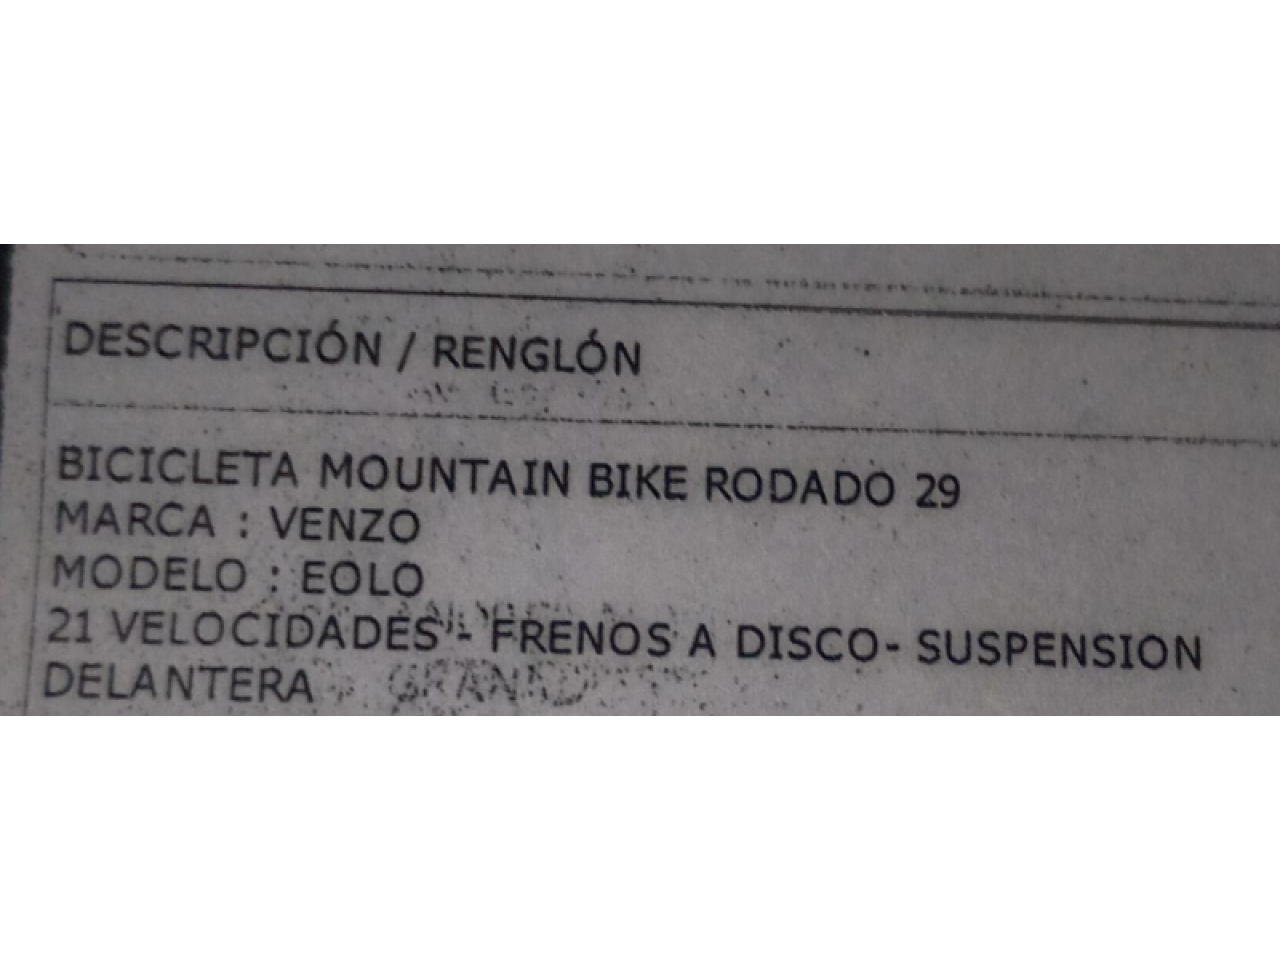 DESCRIPCIÓN / RENGLÓN
BICICLETA MOUNTAIN BIKE RODADO 29
MARCA : VENZO
MODELO : EOLO
21 VELOCIDADES - FRENOS A DISCO- SUSPENSION
DELANTERA